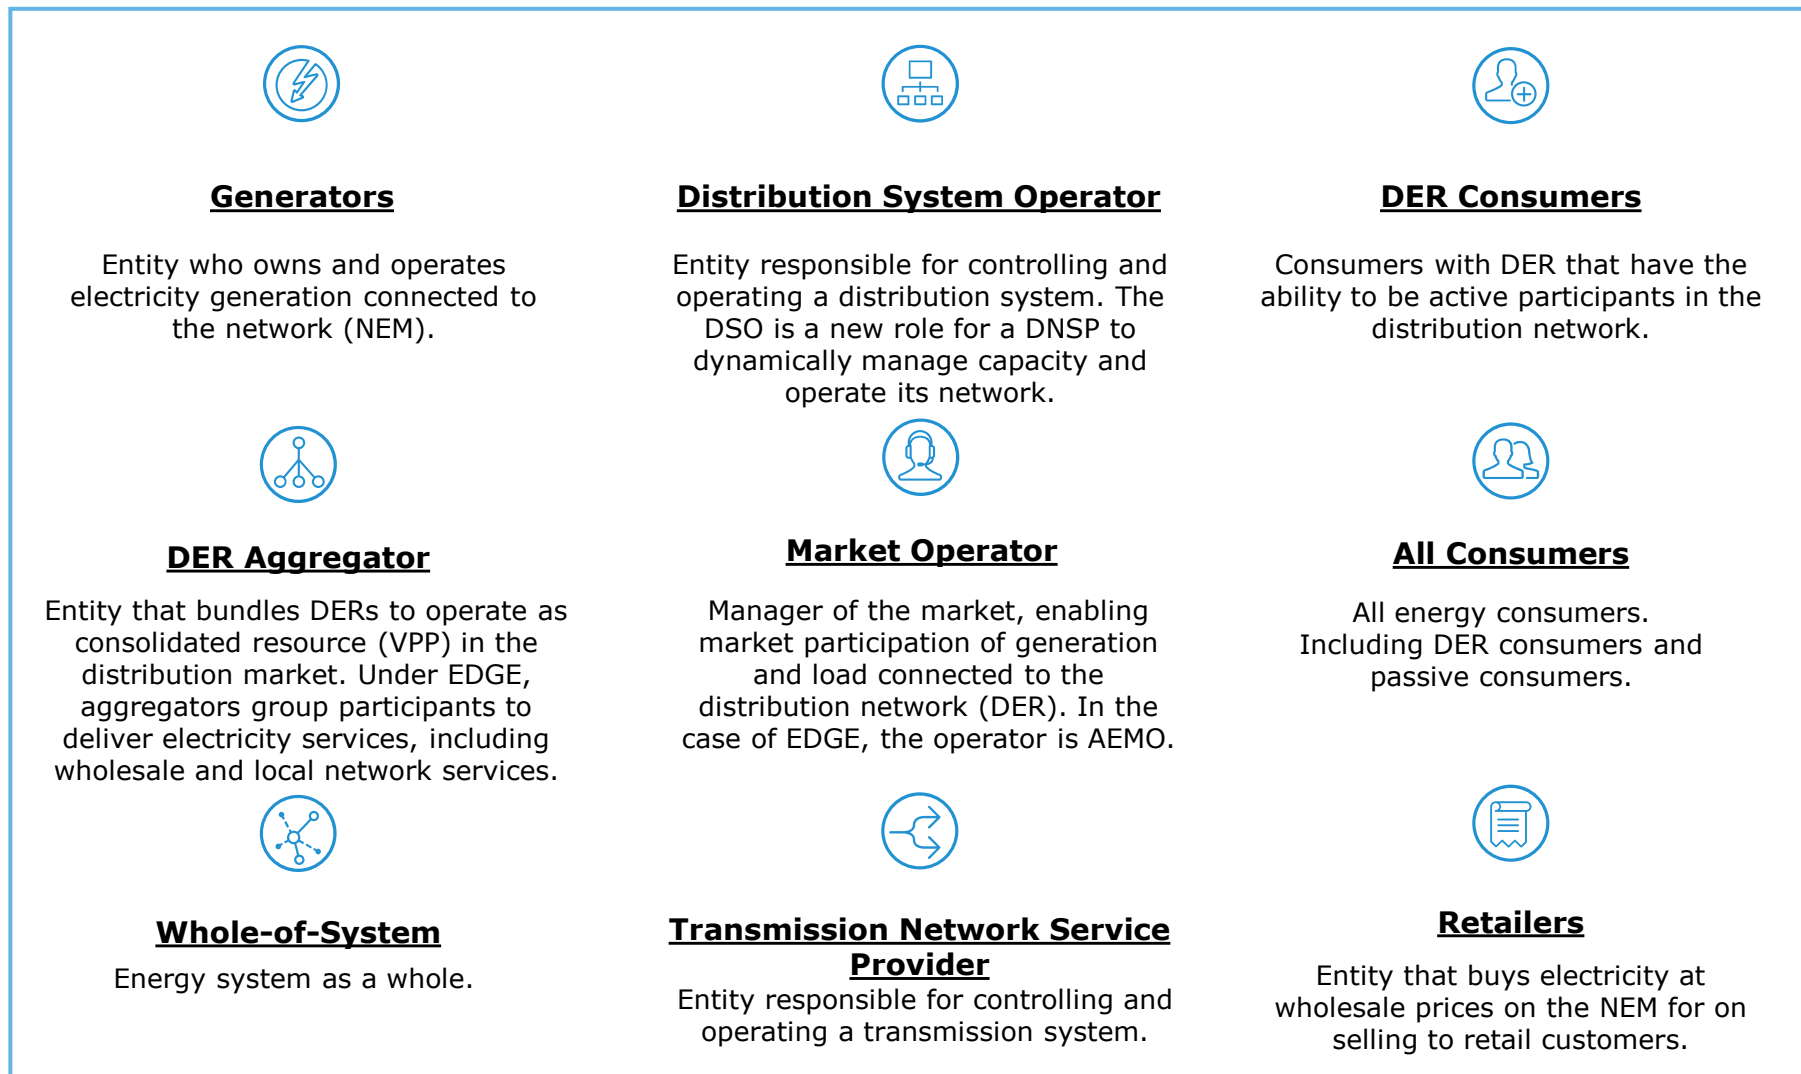 Generators
Entity who owns and operates
electricity generation connected to
the network (NEM).
Distribution System Operator
Entity responsible for controlling and
operating a distribution system. The
DSO is a new role for a DNSP to
dynamically manage capacity and
operate its network.
DER Consumers
Consumers with DER that have the
ability to be active participants in the
distribution network.
DER Aggregator
Entity that bundles DERs to operate as
consolidated resource (VPP) in the
distribution market. Under EDGE,
aggregators group participants to
deliver electricity services, including
wholesale and local network services.
Market Operator
Manager of the market, enabling
market participation of generation
and load connected to the
distribution network (DER). In the
case of EDGE, the operator is AEMO.
All Consumers
All energy consumers.
Including DER consumers and
passive consumers.
Whole-of-System
Energy system as a whole.
Transmission Network Service
Provider
Entity responsible for controlling and
operating a transmission system.
Retailers
Entity that buys electricity at
wholesale prices on the NEM for on
selling to retail customers.